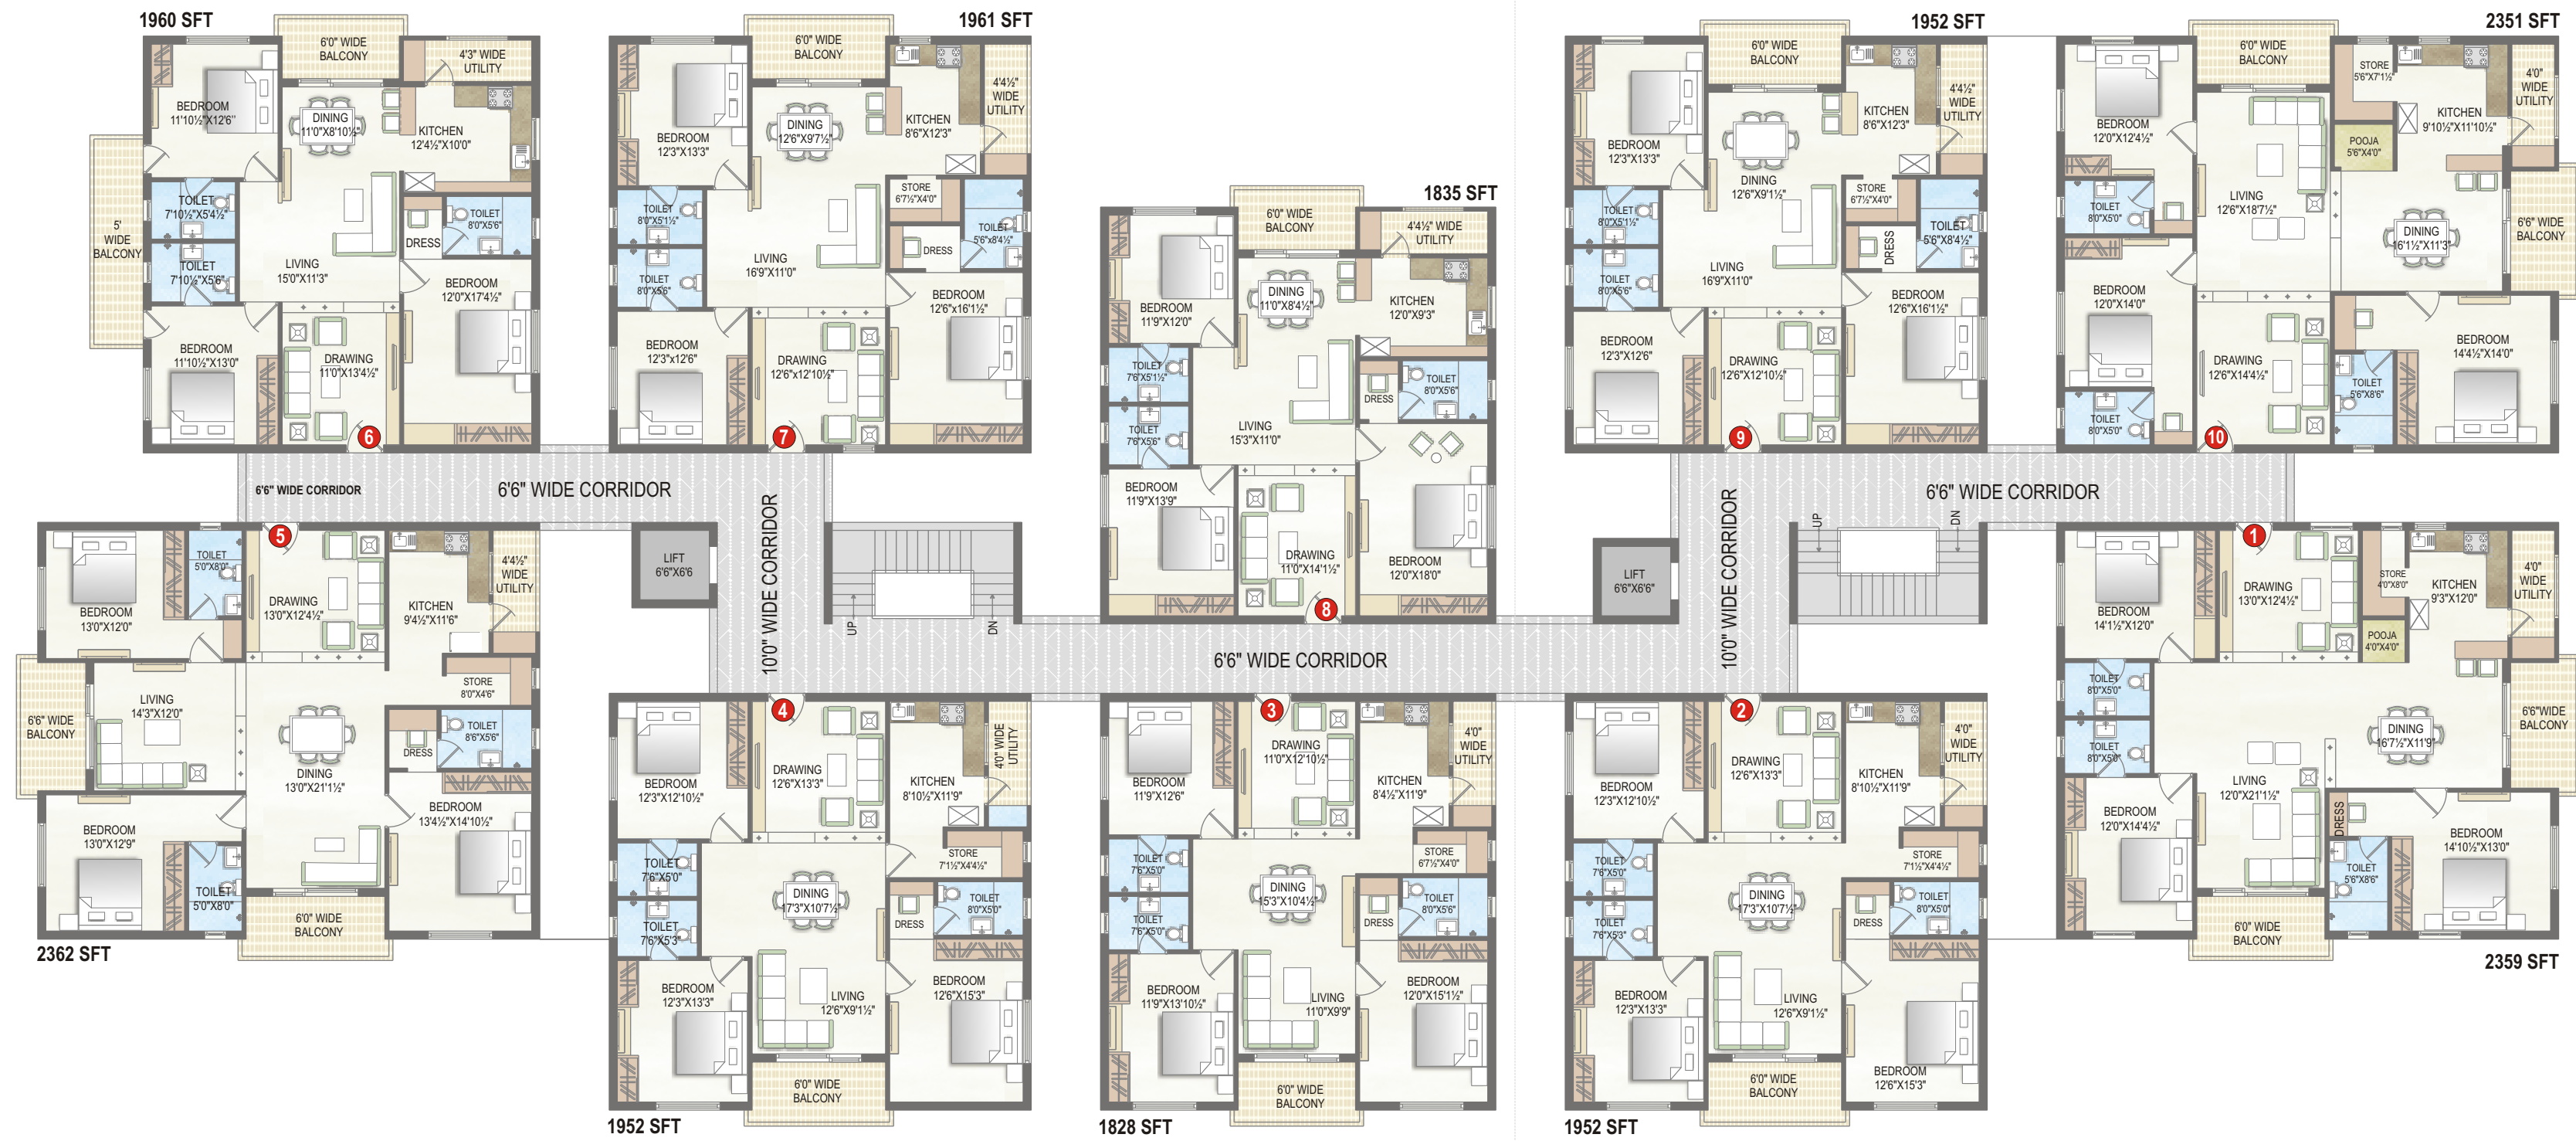 1960 SFT
6'0" WIDE
BALCONY
4'3" WIDE
UTILITY
BEDROOM
11'10½"X12'6"
DINING
11'0"X8'10½"
KITCHEN
12'4½"X10'0"
5'
WIDE
BALCONY
TOILET
7'10½"X5'4½"
TOILET
7'10½"X5'6"
DRESS
TOILET
8'0"X5'6"
LIVING
15'0"X11'3"
BEDROOM
12'0"X17'4½"
BEDROOM
11'10½"X13'0"
DRAWING
11'0"X13'4½"
6
1961 SFT
6'0" WIDE
BALCONY
4'4½"
WIDE
UTILITY
BEDROOM
12'3"X13'3"
DINING
12'6"X9'7½"
KITCHEN
8'6"X12'3"
STORE
6'7½"X4'0"
TOILET
8'0"X5'1½"
TOILET
8'0"X5'6"
DRESS
TOILET
5'6"x8'4½"
LIVING
16'9"X11'0"
BEDROOM
12'6"x16'1½"
BEDROOM
12'3"x12'6"
DRAWING
12'6"x12'10½"
7
1835 SFT
6'0" WIDE
BALCONY
4'4½" WIDE
UTILITY
BEDROOM
11'9"X12'0"
DINING
11'0"X8'4½"
KITCHEN
12'0"X9'3"
TOILET
7'6"X5'1½"
TOILET
7'6"X5'6"
DRESS
TOILET
8'0"X5'6"
LIVING
15'3"X11'0"
BEDROOM
11'9"X13'9"
DRAWING
11'0"X14'1½"
BEDROOM
12'0"X18'0"
8
1952 SFT
6'0" WIDE
BALCONY
4'4½"
WIDE
UTILITY
BEDROOM
12'3"X13'3"
KITCHEN
8'6"X12'3"
DINING
12'6"X9'1½"
STORE
6'7½"X4'0"
TOILET
8'0"X5'1½"
TOILET
8'0"X5'6"
DRESS
TOILET
5'6"X8'4½"
LIVING
16'9"X11'0"
BEDROOM
12'6"X16'1½"
BEDROOM
12'3"X12'6"
DRAWING
12'6"X12'10½"
9
2351 SFT
6'0" WIDE
BALCONY
STORE
5'6"X7'1½"
4'0"
WIDE
UTILITY
BEDROOM
12'0"X12'4½"
KITCHEN
9'10½"X11'10½"
POOJA
5'6"X4'0"
TOILET
8'0"X5'0"
LIVING
12'6"X18'7½"
DINING
16'1½"X11'3"
6'6" WIDE
BALCONY
BEDROOM
12'0"X14'0"
DRAWING
12'6"X14'4½"
BEDROOM
14'4½"X14'0"
TOILET
5'6"X8'6"
TOILET
8'0"X5'0"
10
6'6" WIDE CORRIDOR
6'6" WIDE CORRIDOR
10'0" WIDE CORRIDOR
LIFT
6'6"X6'6
UP
DN
6'6" WIDE CORRIDOR
LIFT
6'6"X6'6"
10'0" WIDE CORRIDOR
UP
DN
6'6" WIDE CORRIDOR
5
BEDROOM
13'0"X12'0"
TOILET
5'0"X8'0"
DRAWING
13'0"X12'4½"
KITCHEN
9'4½"X11'6"
4'4½"
WIDE
UTILITY
STORE
8'0"X4'6"
6'6" WIDE
BALCONY
LIVING
14'3"X12'0"
DINING
13'0"X21'1½"
DRESS
TOILET
8'6"X5'6"
BEDROOM
13'4½"X14'10½"
BEDROOM
13'0"X12'9"
TOILET
5'0"X8'0"
6'0" WIDE
BALCONY
2362 SFT
4
BEDROOM
12'3"X12'10½"
DRAWING
12'6"X13'3"
KITCHEN
8'10½"X11'9"
4'0" WIDE
UTILITY
STORE
7'1½"X4'4½"
TOILET
7'6"X5'0"
TOILET
7'6"X5'3"
DINING
17'3"X10'7½"
DRESS
TOILET
8'0"X5'0"
BEDROOM
12'3"X13'3"
LIVING
12'6"X9'1½"
BEDROOM
12'6"X15'3"
6'0" WIDE
BALCONY
1952 SFT
3
BEDROOM
11'9"X12'6"
DRAWING
11'0"X12'10½"
KITCHEN
8'4½"X11'9"
4'0"
WIDE
UTILITY
STORE
6'7½"X4'0"
TOILET
7'6"X5'0"
TOILET
7'6"X5'0"
DINING
15'3"X10'4½"
DRESS
TOILET
8'0"X5'6"
BEDROOM
11'9"X13'10½"
LIVING
11'0"X9'9"
BEDROOM
12'0"X15'1½"
6'0" WIDE
BALCONY
1828 SFT
2
BEDROOM
12'3"X12'10½"
DRAWING
12'6"X13'3"
KITCHEN
8'10½"X11'9"
4'0"
WIDE
UTILITY
STORE
7'1½"X4'4½"
TOILET
7'6"X5'0"
TOILET
7'6"X5'3"
DINING
17'3"X10'7½"
DRESS
TOILET
8'0"X5'0"
BEDROOM
12'3"X13'3"
LIVING
12'6"X9'1½"
BEDROOM
12'6"X15'3"
6'0" WIDE
BALCONY
1952 SFT
1
BEDROOM
14'1½"X12'0"
DRAWING
13'0"X12'4½"
STORE
4'0"X8'0"
KITCHEN
9'3"X12'0"
4'0"
WIDE
UTILITY
POOJA
4'0"X4'0"
TOILET
8'0"X5'0"
TOILET
8'0"X5'0"
DINING
16'7½"X11'9"
6'6"WIDE
BALCONY
LIVING
12'0"X21'1½"
BEDROOM
12'0"X14'4½"
DRESS
TOILET
5'6"X8'6"
BEDROOM
14'10½"X13'0"
6'0" WIDE
BALCONY
2359 SFT